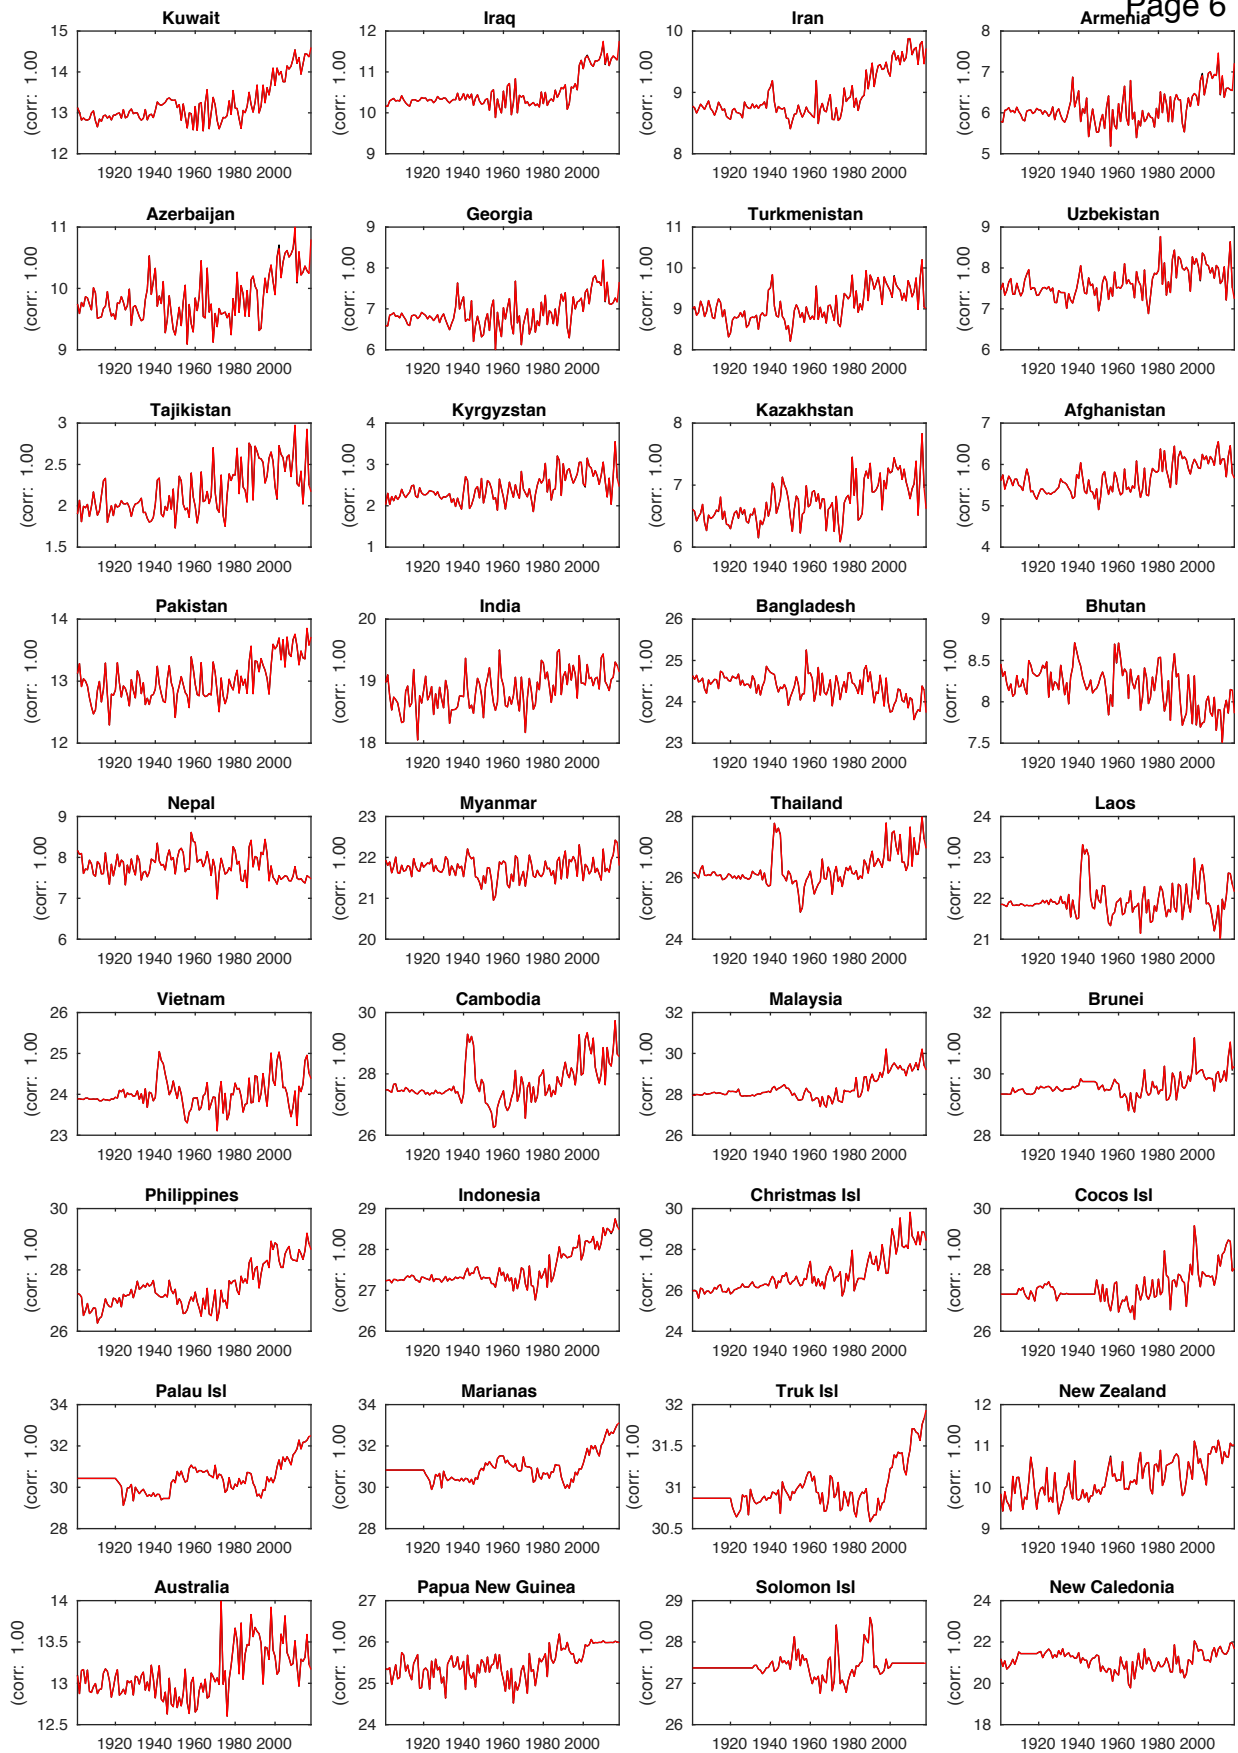 Page 6
Kuwait Iraq Iran Armenia
15 12 10 8
14 11 9 7
13 10 6
12 9 8 5
(corr: 1.00 (corr: 1.00 (corr: 1.00 (corr: 1.00
1920 1940 1960 1980 2000 1920 1940 1960 1980 2000 1920 1940 1960 1980 2000 1920 1940 1960 1980 2000
Azerbaijan Georgia Turkmenistan Uzbekistan
11 9 11 9
8 10 8
10 7 9 7
9 6 8 6
(corr: 1.00 (corr: 1.00 (corr: 1.00 (corr: 1.00
1920 1940 1960 1980 2000 1920 1940 1960 1980 2000 1920 1940 1960 1980 2000 1920 1940 1960 1980 2000
Tajikistan Kyrgyzstan Kazakhstan Afghanistan
3 4 8 7
2.5 3 7 6
2 2 5
1.5 1 6 4
(corr: 1.00 (corr: 1.00 (corr: 1.00 (corr: 1.00
1920 1940 1960 1980 2000 1920 1940 1960 1980 2000 1920 1940 1960 1980 2000 1920 1940 1960 1980 2000
Pakistan India Bangladesh Bhutan
14 20 26 9
25 8.5
13 19 24 8
12 18 23 7.5
(corr: 1.00 (corr: 1.00 (corr: 1.00 (corr: 1.00
1920 1940 1960 1980 2000 1920 1940 1960 1980 2000 1920 1940 1960 1980 2000 1920 1940 1960 1980 2000
Nepal Myanmar Thailand Laos
9 23 28 24
8 22 26 23
7 21 22
6 20 24 21
(corr: 1.00 (corr: 1.00 (corr: 1.00 (corr: 1.00
1920 1940 1960 1980 2000 1920 1940 1960 1980 2000 1920 1940 1960 1980 2000 1920 1940 1960 1980 2000
Vietnam Cambodia Malaysia Brunei
26 30 32 32
25 28 30 30
24 28
23 26 26 28
(corr: 1.00 (corr: 1.00 (corr: 1.00 (corr: 1.00
1920 1940 1960 1980 2000 1920 1940 1960 1980 2000 1920 1940 1960 1980 2000 1920 1940 1960 1980 2000
Philippines Indonesia Christmas Isl Cocos Isl
30 29 30 30
28 28 28 28
27 26
26 26 24 26
(corr: 1.00 (corr: 1.00 (corr: 1.00 (corr: 1.00
1920 1940 1960 1980 2000 1920 1940 1960 1980 2000 1920 1940 1960 1980 2000 1920 1940 1960 1980 2000
Palau Isl Marianas Truk Isl New Zealand
34 34 32 12
32 32 31.5 11
30 30 31 10
28 28 30.5 9
(corr: 1.00 (corr: 1.00 (corr: 1.00 (corr: 1.00
1920 1940 1960 1980 2000 1920 1940 1960 1980 2000 1920 1940 1960 1980 2000 1920 1940 1960 1980 2000
Australia Papua New Guinea Solomon Isl New Caledonia
14 27 29 24
13.5 26 28 22
13 25 27 20
12.5 24 26 18
(corr: 1.00 (corr: 1.00 (corr: 1.00 (corr: 1.00
1920 1940 1960 1980 2000 1920 1940 1960 1980 2000 1920 1940 1960 1980 2000 1920 1940 1960 1980 2000